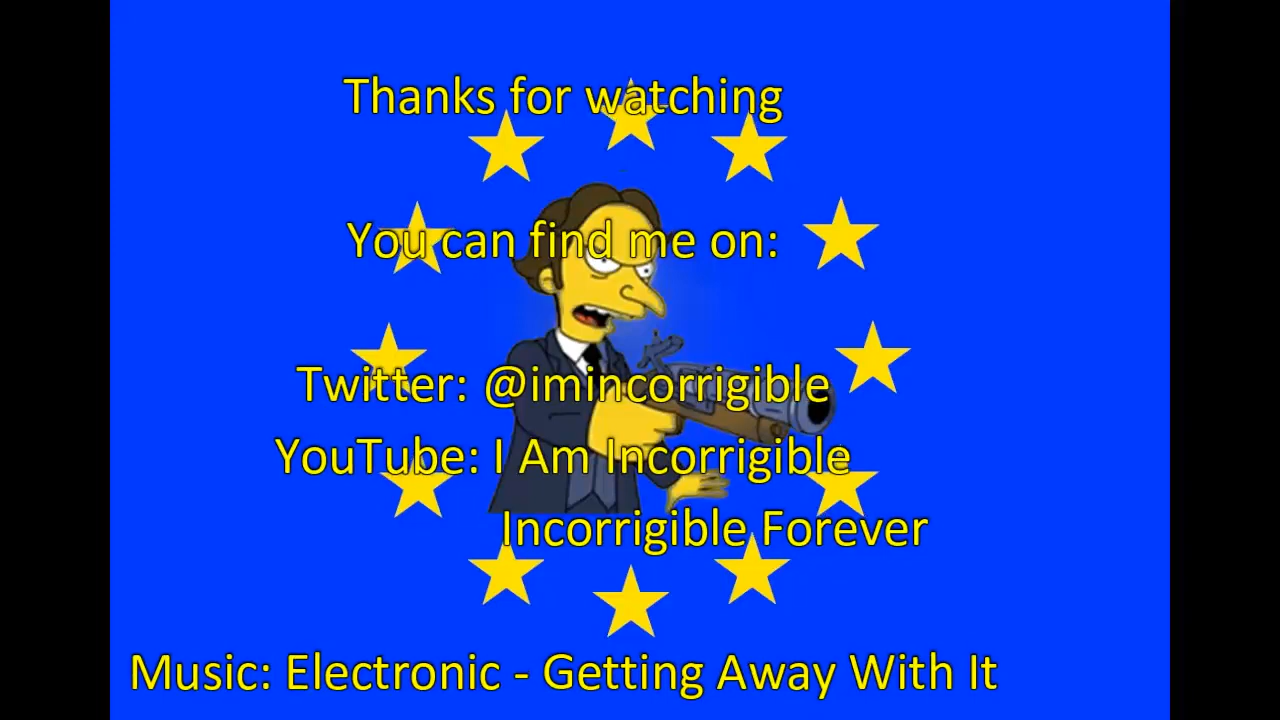 Thanks for watching
You can find me on:
Twitter: @imincorrigible
YouTube: I Am Incorrigible
Incorrigible Forever
Music: Electronic - Getting Away With It